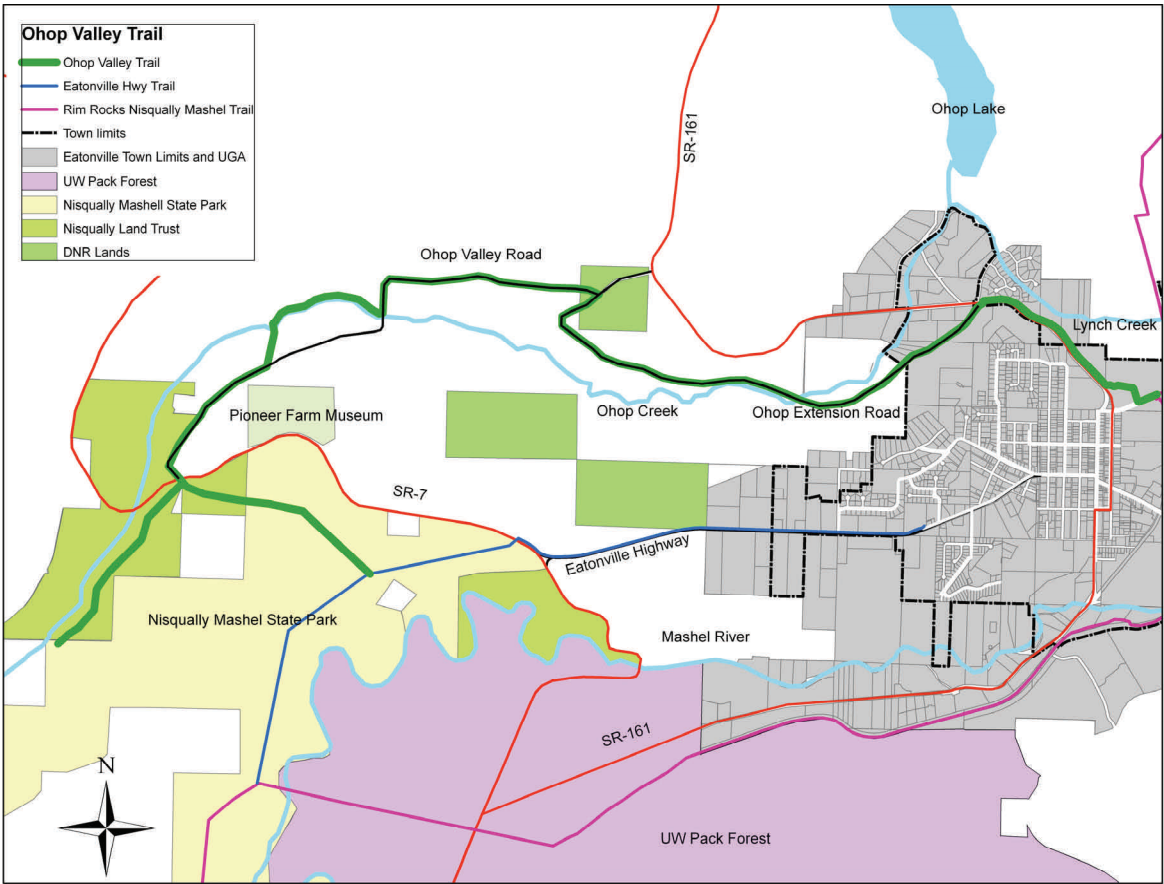 Ohop Valley Trail
Ohop Valley Trail
Eatonville Hwy Trail
Rim Rocks Nisqually Mashel Trail
Town limits
Eatonville Town Limits and UGA
UW Pack Forest
Nisqually Mashell State Park
Nisqually Land Trust
DNR Lands
SR-161
Ohop Lake
Ohop Valley Road
Lynch Creek
Pioneer Farm Museum
Ohop Creek
Ohop Extension Road
SR-7
Eatonville Highway
Nisqually Mashel State Park
Mashel River
SR-161
N
UW Pack Forest